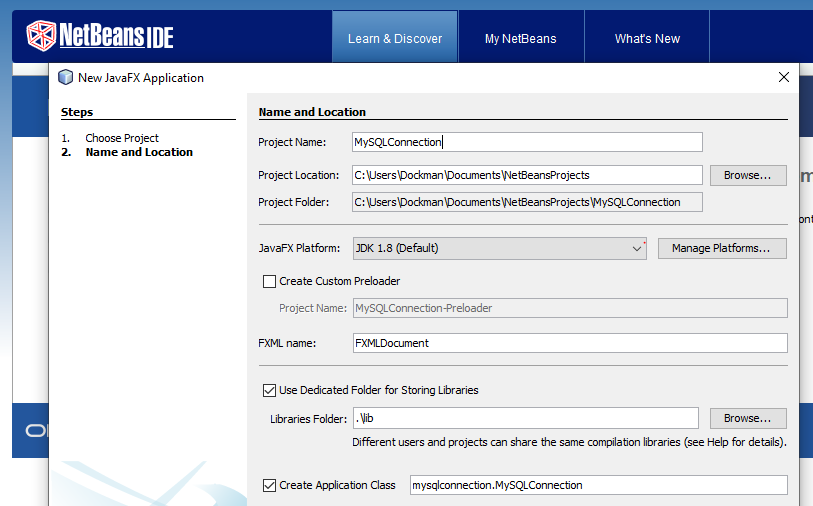 NetBeans IDE
Learn & Discover
My NetBeans
What's New
New JavaFX Application
Steps
1. Choose Project
2. Name and Location
Name and Location
Project Name: MySQLConnection
Project Location: C:\Users\Dockman\Documents\NetBeansProjects Browse...
Project Folder: C:\Users\Dockman\Documents\NetBeansProjects\MySQLConnection
JavaFX Platform: JDK 1.8 (Default) Manage Platforms...
Create Custom Preloader
Project Name: MySQLConnection-Preloader
FXML name: FXMLDocument
Use Dedicated Folder for Storing Libraries
Libraries Folder: .\lib Browse...
Different users and projects can share the same compilation libraries (see Help for details).
Create Application Class mysqlconnection.MySQLConnection